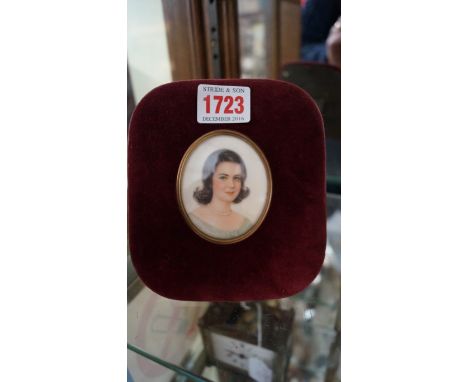 STRIDE & SON
1723
DECEMBER 2016